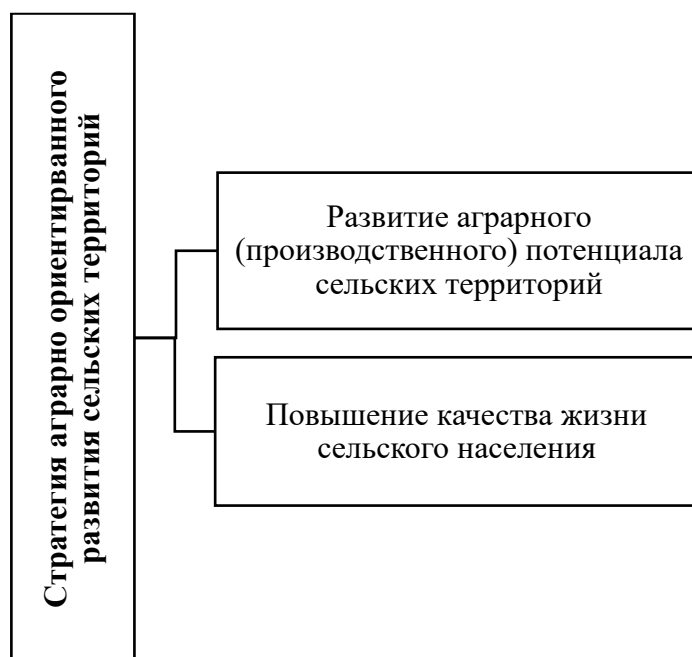 Стратегия аграрно ориентирванного
развития сельских территорий
Развитие аграрного
(производственного) потенциала
сельских территорий
Повышение качества жизни
сельского населения